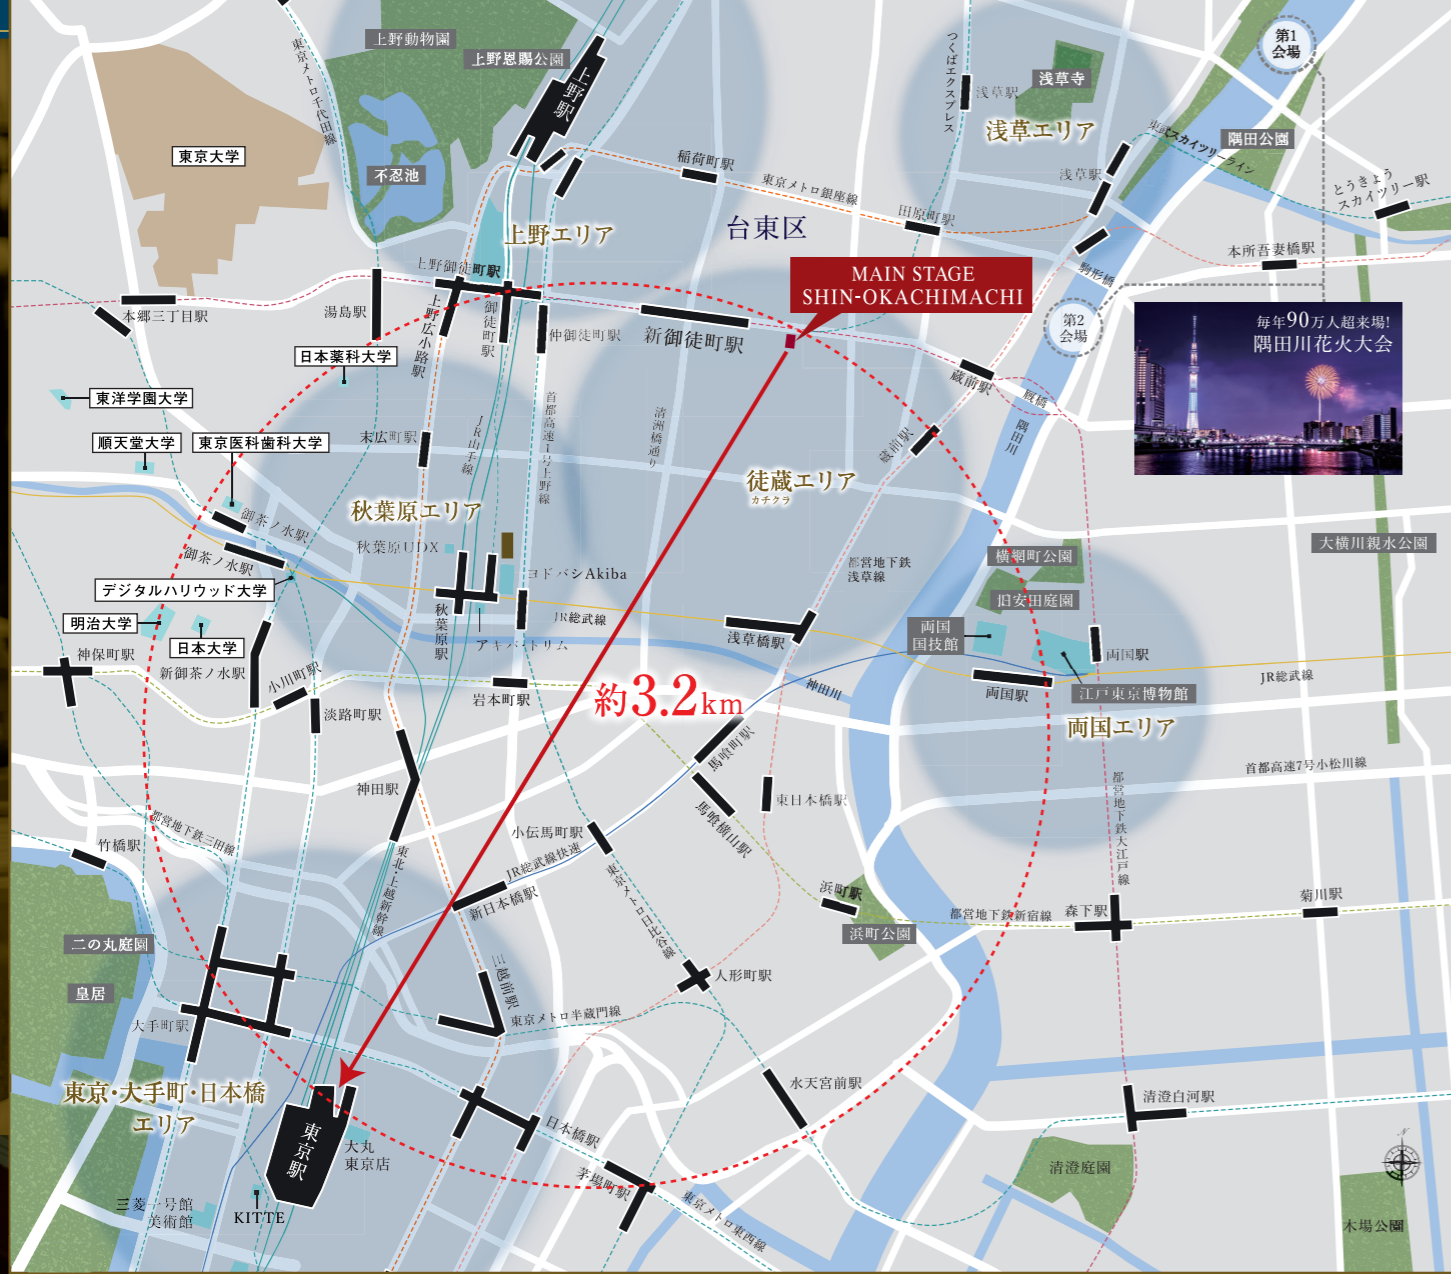 上野動物園
上野恩賜公園
上野駅
東京メトロ千代田線
東京大学
不忍池
稲荷町駅
東京メトロ銀座線
つくばエクスプレス
浅草駅
浅草寺
浅草エリア
第1
会場
東武スカイツリーライン
隅田公園
とうきょう
スカイツリー駅
浅草駅
田原町駅
台東区
上野エリア
本所吾妻橋駅
駒形橋
上野御徒町駅
MAIN STAGE
SHIN-OKACHIMACHI
本郷三丁目駅
湯島駅
上野広小路駅
御徒町駅
仲御徒町駅
新御徒町駅
第2
会場
毎年90万人超来場!
隅田川花火大会
日本薬科大学
東洋学園大学
蔵前駅
厩橋
隅田川
順天堂大学
東京医科歯科大学
末広町駅
JR山手線
首都高速1号上野線
清洲橋通り
蔵前駅
徒蔵エリア
カチクラ
秋葉原エリア
御茶ノ水駅
御茶ノ水駅
秋葉原UDX
ヨドバシAkiba
都営地下鉄
浅草線
横網町公園
大横川親水公園
旧安田庭園
デジタルハリウッド大学
明治大学
日本大学
秋葉原駅
アキバ・トリム
JR総武線
浅草橋駅
両国
国技館
両国駅
両国駅
江戸東京博物館
JR総武線
両国エリア
神保町駅
新御茶ノ水駅
小川町駅
淡路町駅
岩本町駅
約3.2km
神田川
馬喰町駅
首都高速7号小松川線
神田駅
馬喰横山駅
東日本橋駅
都営地下鉄大江戸線
竹橋駅
都営地下鉄三田線
小伝馬町駅
JR総武線快速
東北・上越新幹線
新日本橋駅
東京メトロ日比谷線
浜町駅
浜町公園
都営地下鉄新宿線
森下駅
菊川駅
二の丸庭園
皇居
大手町駅
三越前駅
人形町駅
東京メトロ半蔵門線
東京・大手町・日本橋
エリア
水天宮前駅
清澄白河駅
東京駅
大丸
東京店
日本橋駅
茅場町駅
東京メトロ東西線
清澄庭園
三菱一号館
美術館
KITTE
木場公園
N